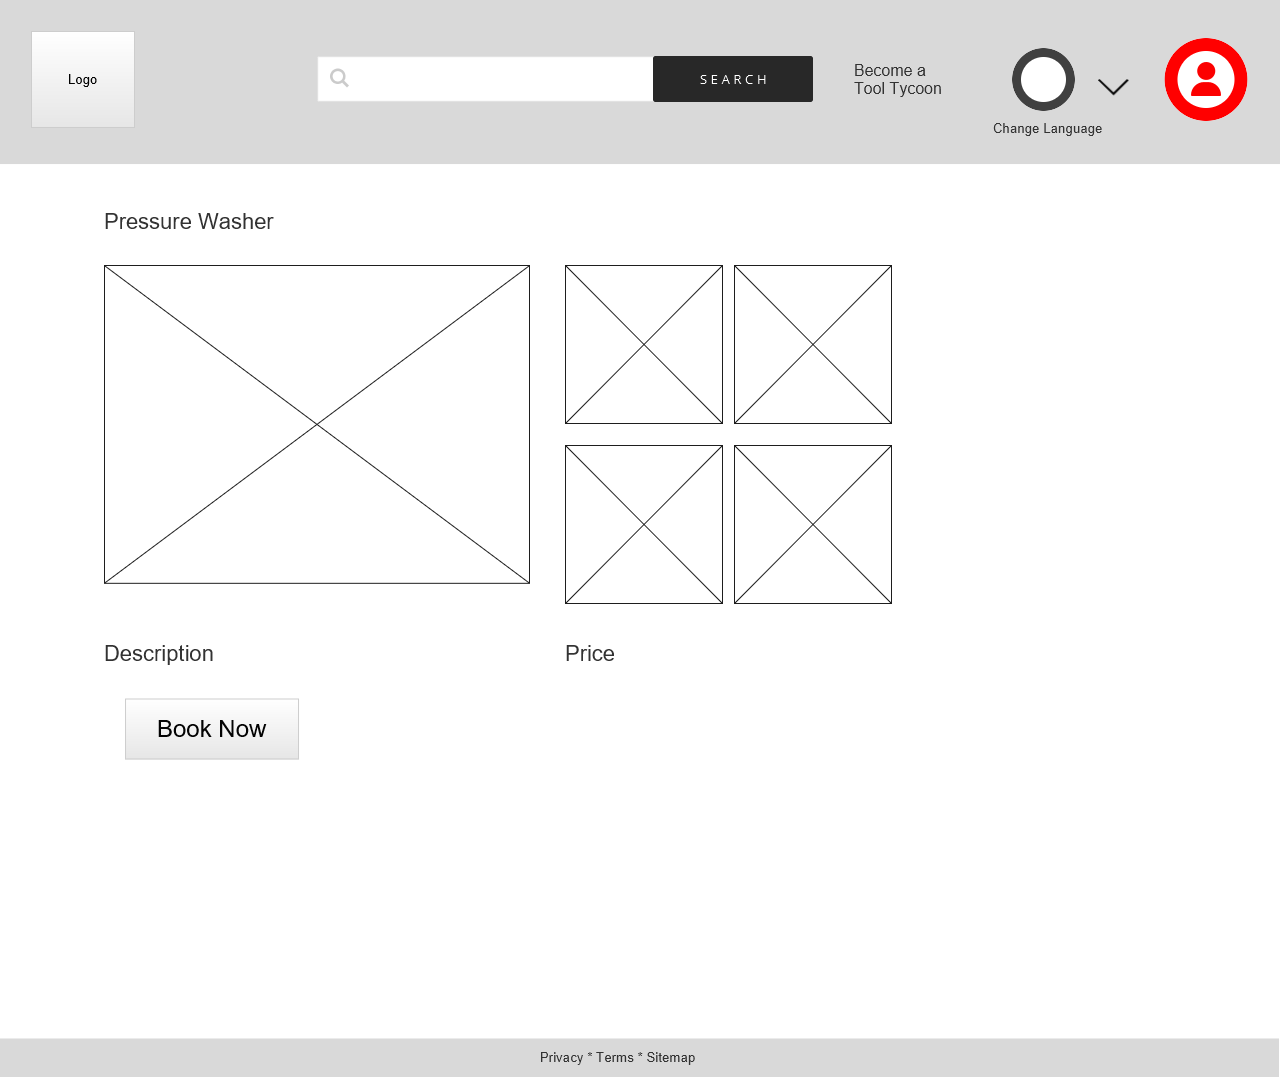 Logo
SEARCH
Become a
Tool Tycoon
Change Language
Pressure Washer
Description
Price
Book Now
Privacy * Terms * Sitemap